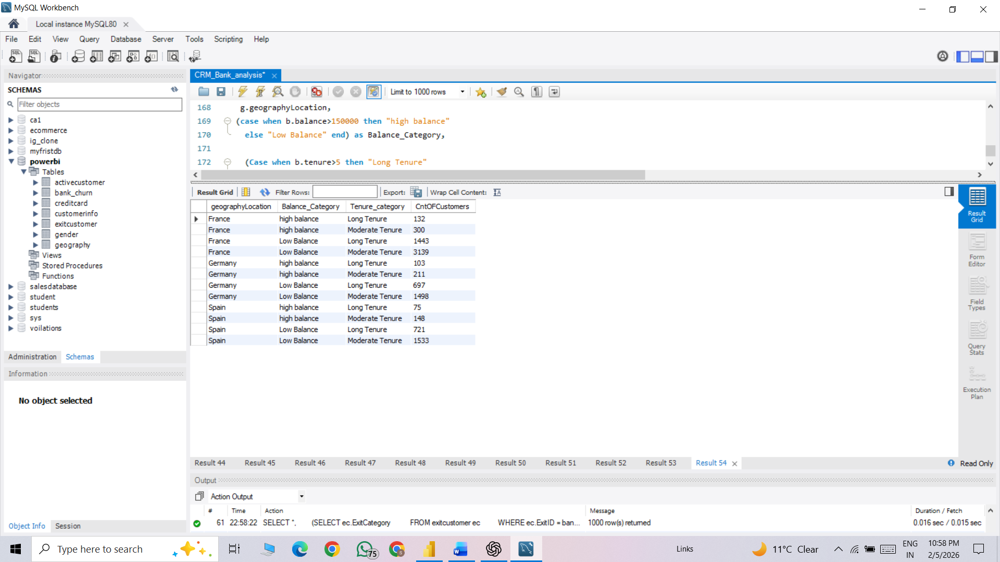 MySQL Workbench
Local instance MySQL80
File Edit View Query Database Server Tools Scripting Help
Navigator
SCHEMAS
Filter objects
ca1
ecommerce
ig_clone
myfristdb
powerbi
Tables
activecustomer
bank_churn
creditcard
customerinfo
exitcustomer
gender
geography
Views
Stored Procedures
Functions
salesdatabase
student
students
sys
voilations
Administration Schemas
Information
No object selected
Object Info Session
CRM_Bank_analysis*
Limit to 1000 rows
168 g.geographyLocation,
169 (case when b.balance>150000 then "high balance"
170 else "Low Balance" end) as Balance_Category,
171
172 (Case when b.tenure>5 then "Long Tenure"
Result Grid Filter Rows: Export: Wrap Cell Content:
geographyLocation Balance_Category Tenure_category CntOFCustomers
France high balance Long Tenure 132
France high balance Moderate Tenure 300
France Low Balance Long Tenure 1443
France Low Balance Moderate Tenure 3139
Germany high balance Long Tenure 103
Germany high balance Moderate Tenure 211
Germany Low Balance Long Tenure 697
Germany Low Balance Moderate Tenure 1498
Spain high balance Long Tenure 75
Spain high balance Moderate Tenure 148
Spain Low Balance Long Tenure 721
Spain Low Balance Moderate Tenure 1533
Result
Grid
Form
Editor
Field
Types
Query
Stats
Execution
Plan
Result 44 Result 45 Result 46 Result 47 Result 48 Result 49 Result 50 Result 51 Result 52 Result 53 Result 54 Read Only
Output
Action Output
# Time Action Message Duration / Fetch
61 22:58:22 SELECT *, (SELECT ec.ExitCategory FROM exitcustomer ec WHERE ec.ExitID = ban... 1000 row(s) returned 0.016 sec / 0.015 sec
Type here to search
75
S
Links
11°C Clear
ENG
IN
10:58 PM
2/5/2026